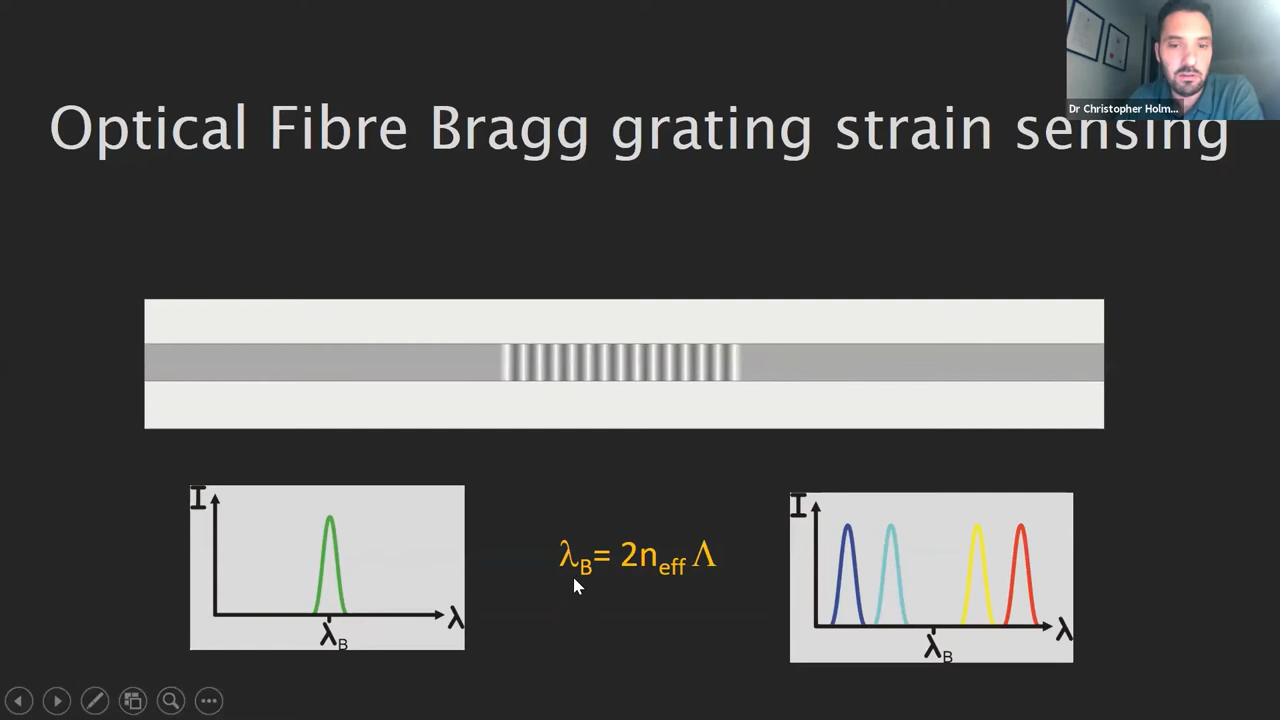 Dr Christopher Holm...
Optical Fibre Bragg grating strain sensing
I
λ
λB
λB= 2neff Λ
I
λ
λB